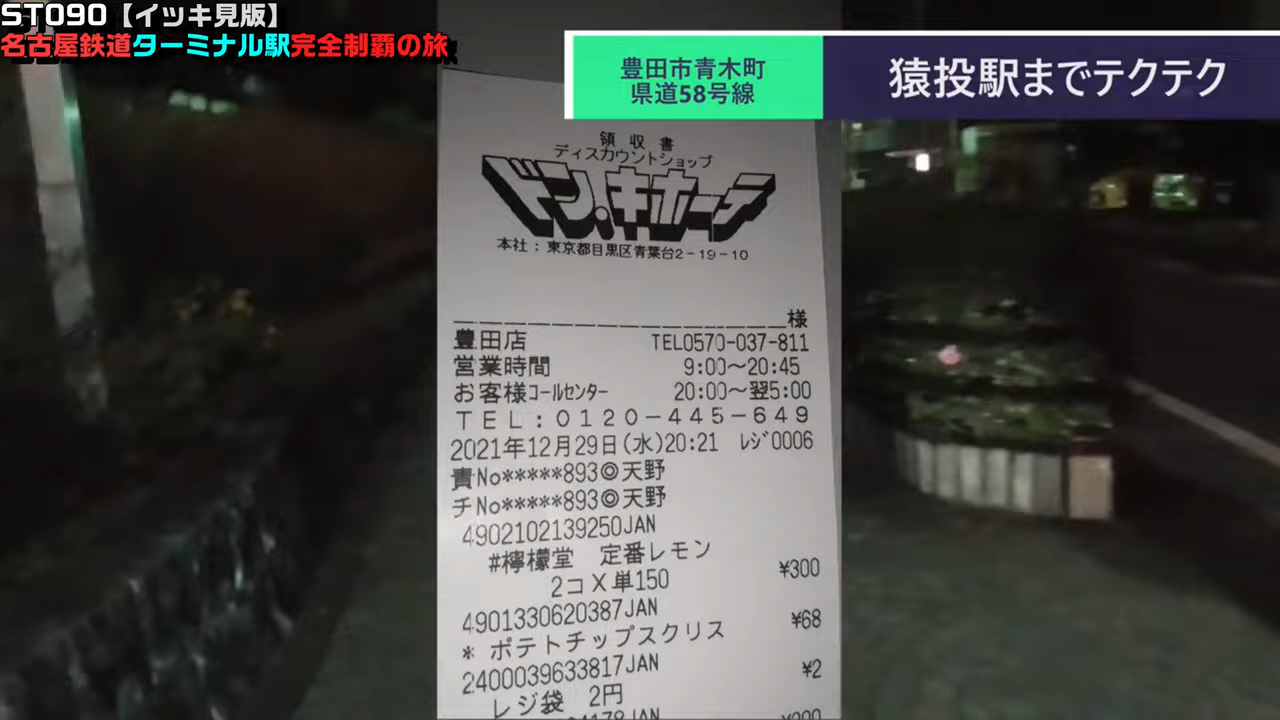 ST090【イッキ見版】
名古屋鉄道ターミナル駅完全制覇の旅
豊田市青木町
県道58号線
猿投駅までテクテク
領収書
ディスカウントショップ
ドン.キホーテ
本社：東京都目黒区青葉台2-19-10
様
豊田店 TEL0570-037-811
営業時間 9:00〜20:45
お客様コールセンター 20:00〜翌5:00
TEL:0120-445-649
2021年12月29日(水)20:21 レジ0006
責No*****893◎天野
チNo*****893◎天野
4902102139250JAN
#檸檬堂 定番レモン
2コX単150 ¥300
4901330620387JAN
* ポテトチップスクリス ¥68
2400039633817JAN
レジ袋 2円 ¥2